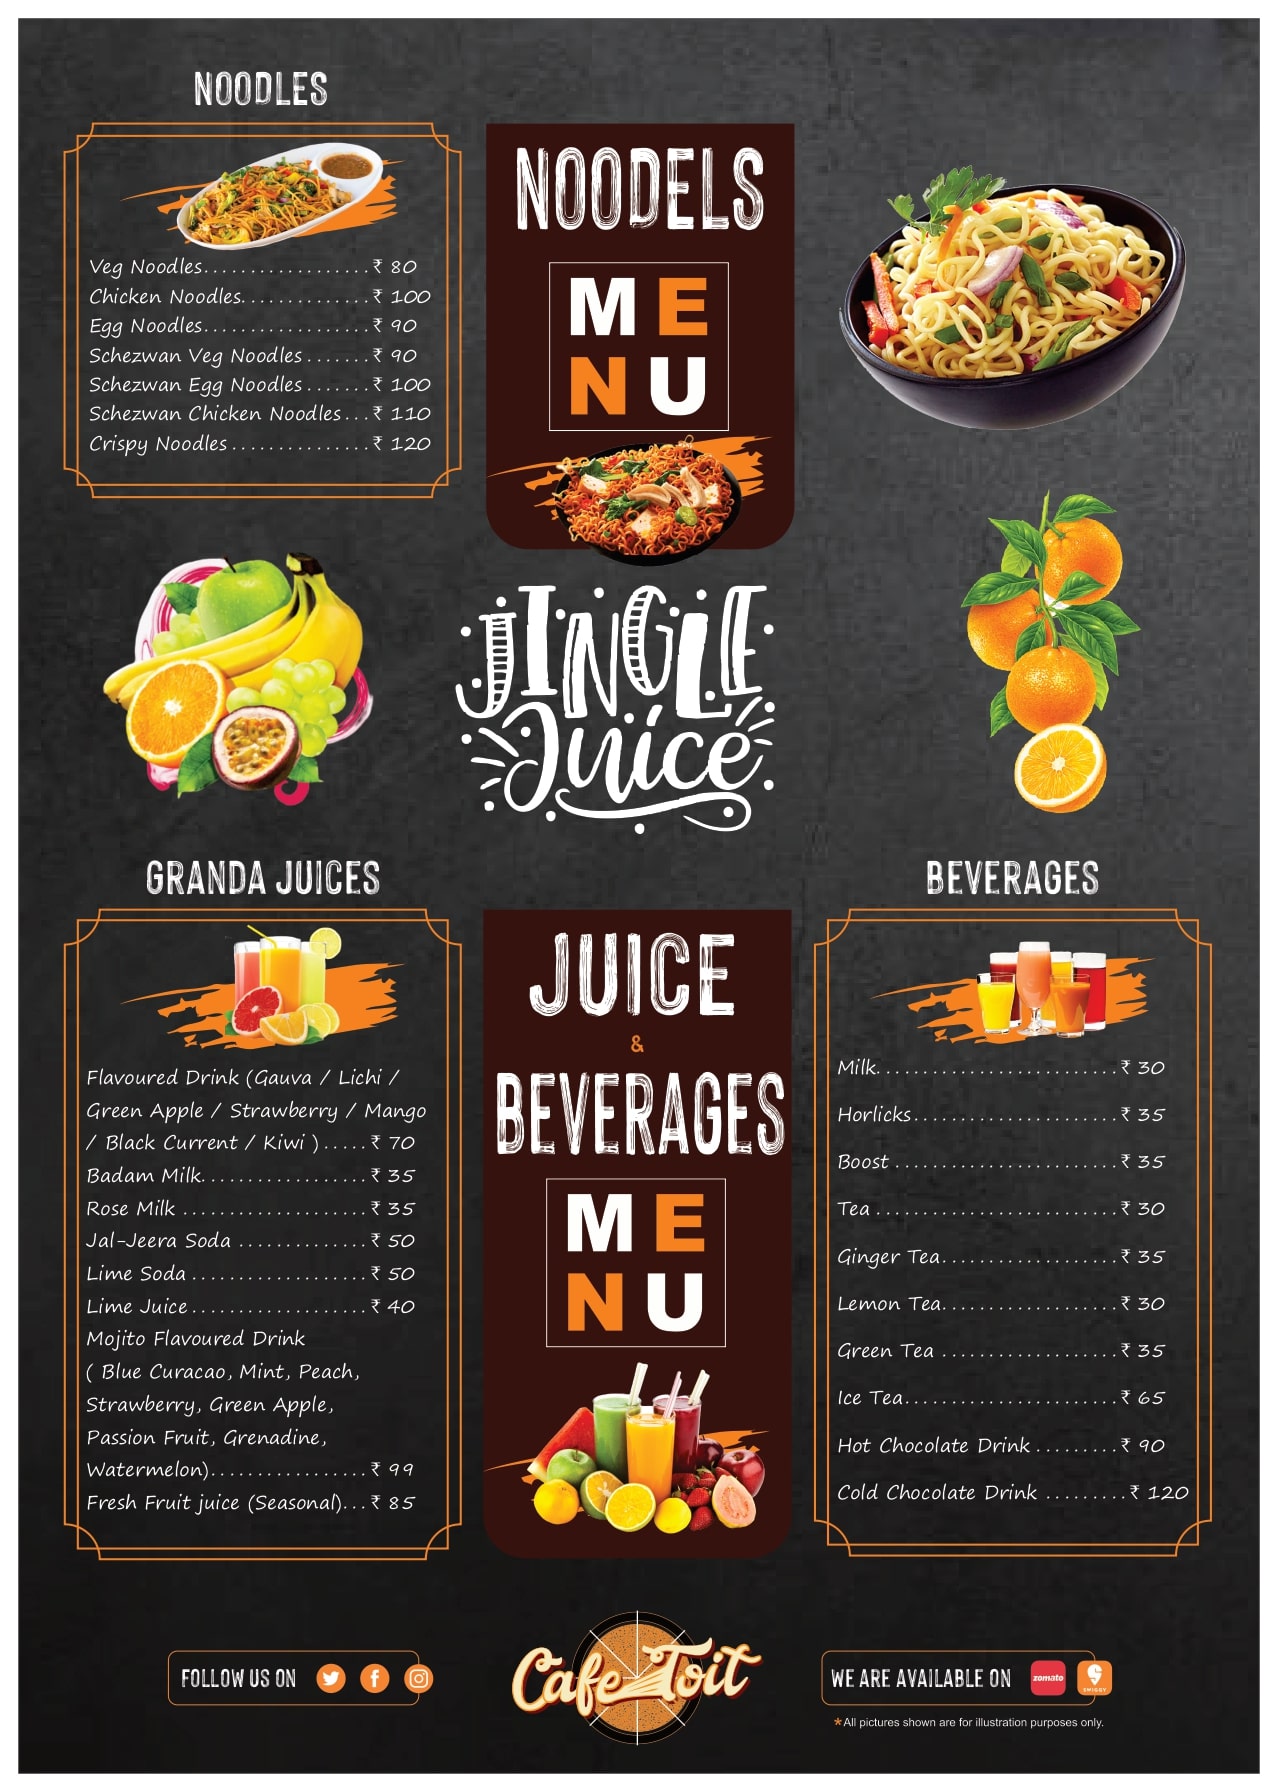 NOODLES
Veg Noodles..................₹ 80
Chicken Noodles..............₹ 100
Egg Noodles..................₹ 90
Schezwan Veg Noodles.......₹ 90
Schezwan Egg Noodles.......₹ 100
Schezwan Chicken Noodles...₹ 110
Crispy Noodles...............₹ 120
NOODELS
ME
NU
JINGLE
Juice
GRANDA JUICES
Flavoured Drink (Gauva / Lichi /
Green Apple / Strawberry / Mango
/ Black Current / Kiwi ).....₹ 70
Badam Milk..................₹ 35
Rose Milk ....................₹ 35
Jal-Jeera Soda ..............₹ 50
Lime Soda ...................₹ 50
Lime Juice...................₹ 40
Mojito Flavoured Drink
( Blue Curacao, Mint, Peach,
Strawberry, Green Apple,
Passion Fruit, Grenadine,
Watermelon).................₹ 99
Fresh Fruit juice (Seasonal)...₹ 85
JUICE
&
BEVERAGES
ME
NU
BEVERAGES
Milk..........................₹ 30
Horlicks......................₹ 35
Boost ........................₹ 35
Tea ..........................₹ 30
Ginger Tea...................₹ 35
Lemon Tea...................₹ 30
Green Tea ...................₹ 35
Ice Tea.......................₹ 65
Hot Chocolate Drink .........₹ 90
Cold Chocolate Drink .........₹ 120
FOLLOW US ON
Cafe Toit
WE ARE AVAILABLE ON
zomato
SWIGGY
*All pictures shown are for illustration purposes only.